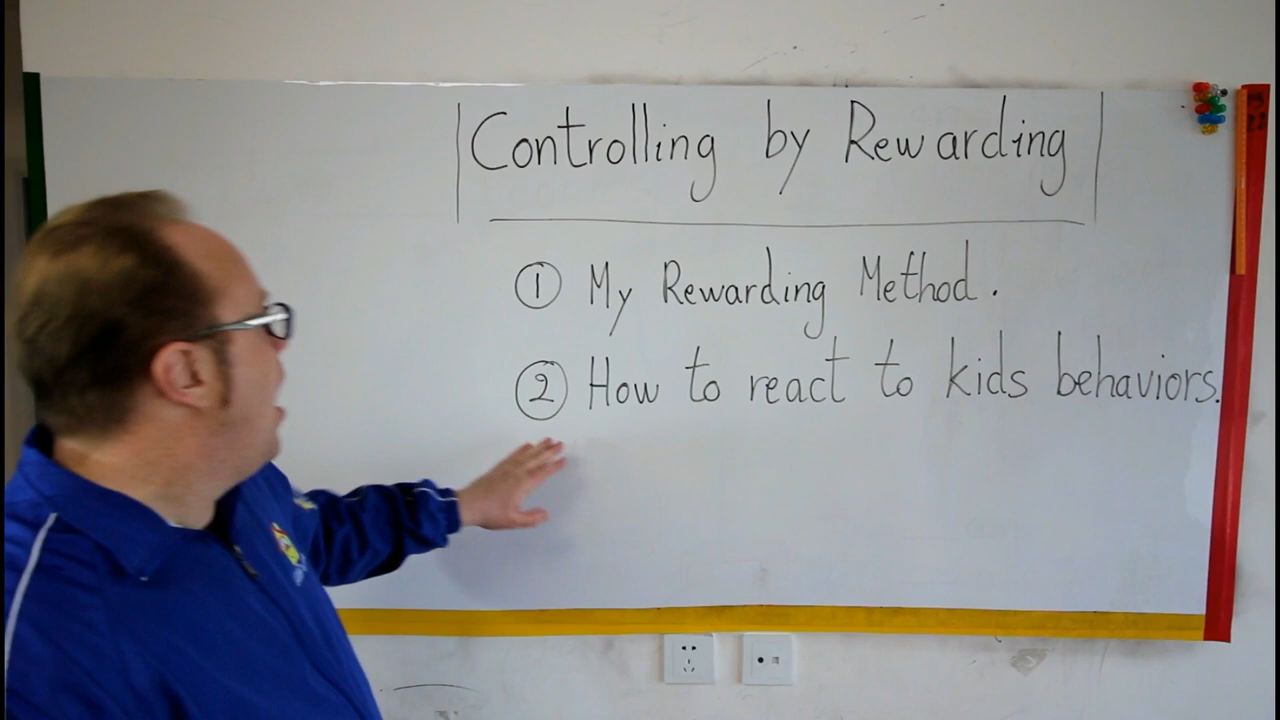 Controlling by Rewarding
① My Rewarding Method.
② How to react to kids behaviors.